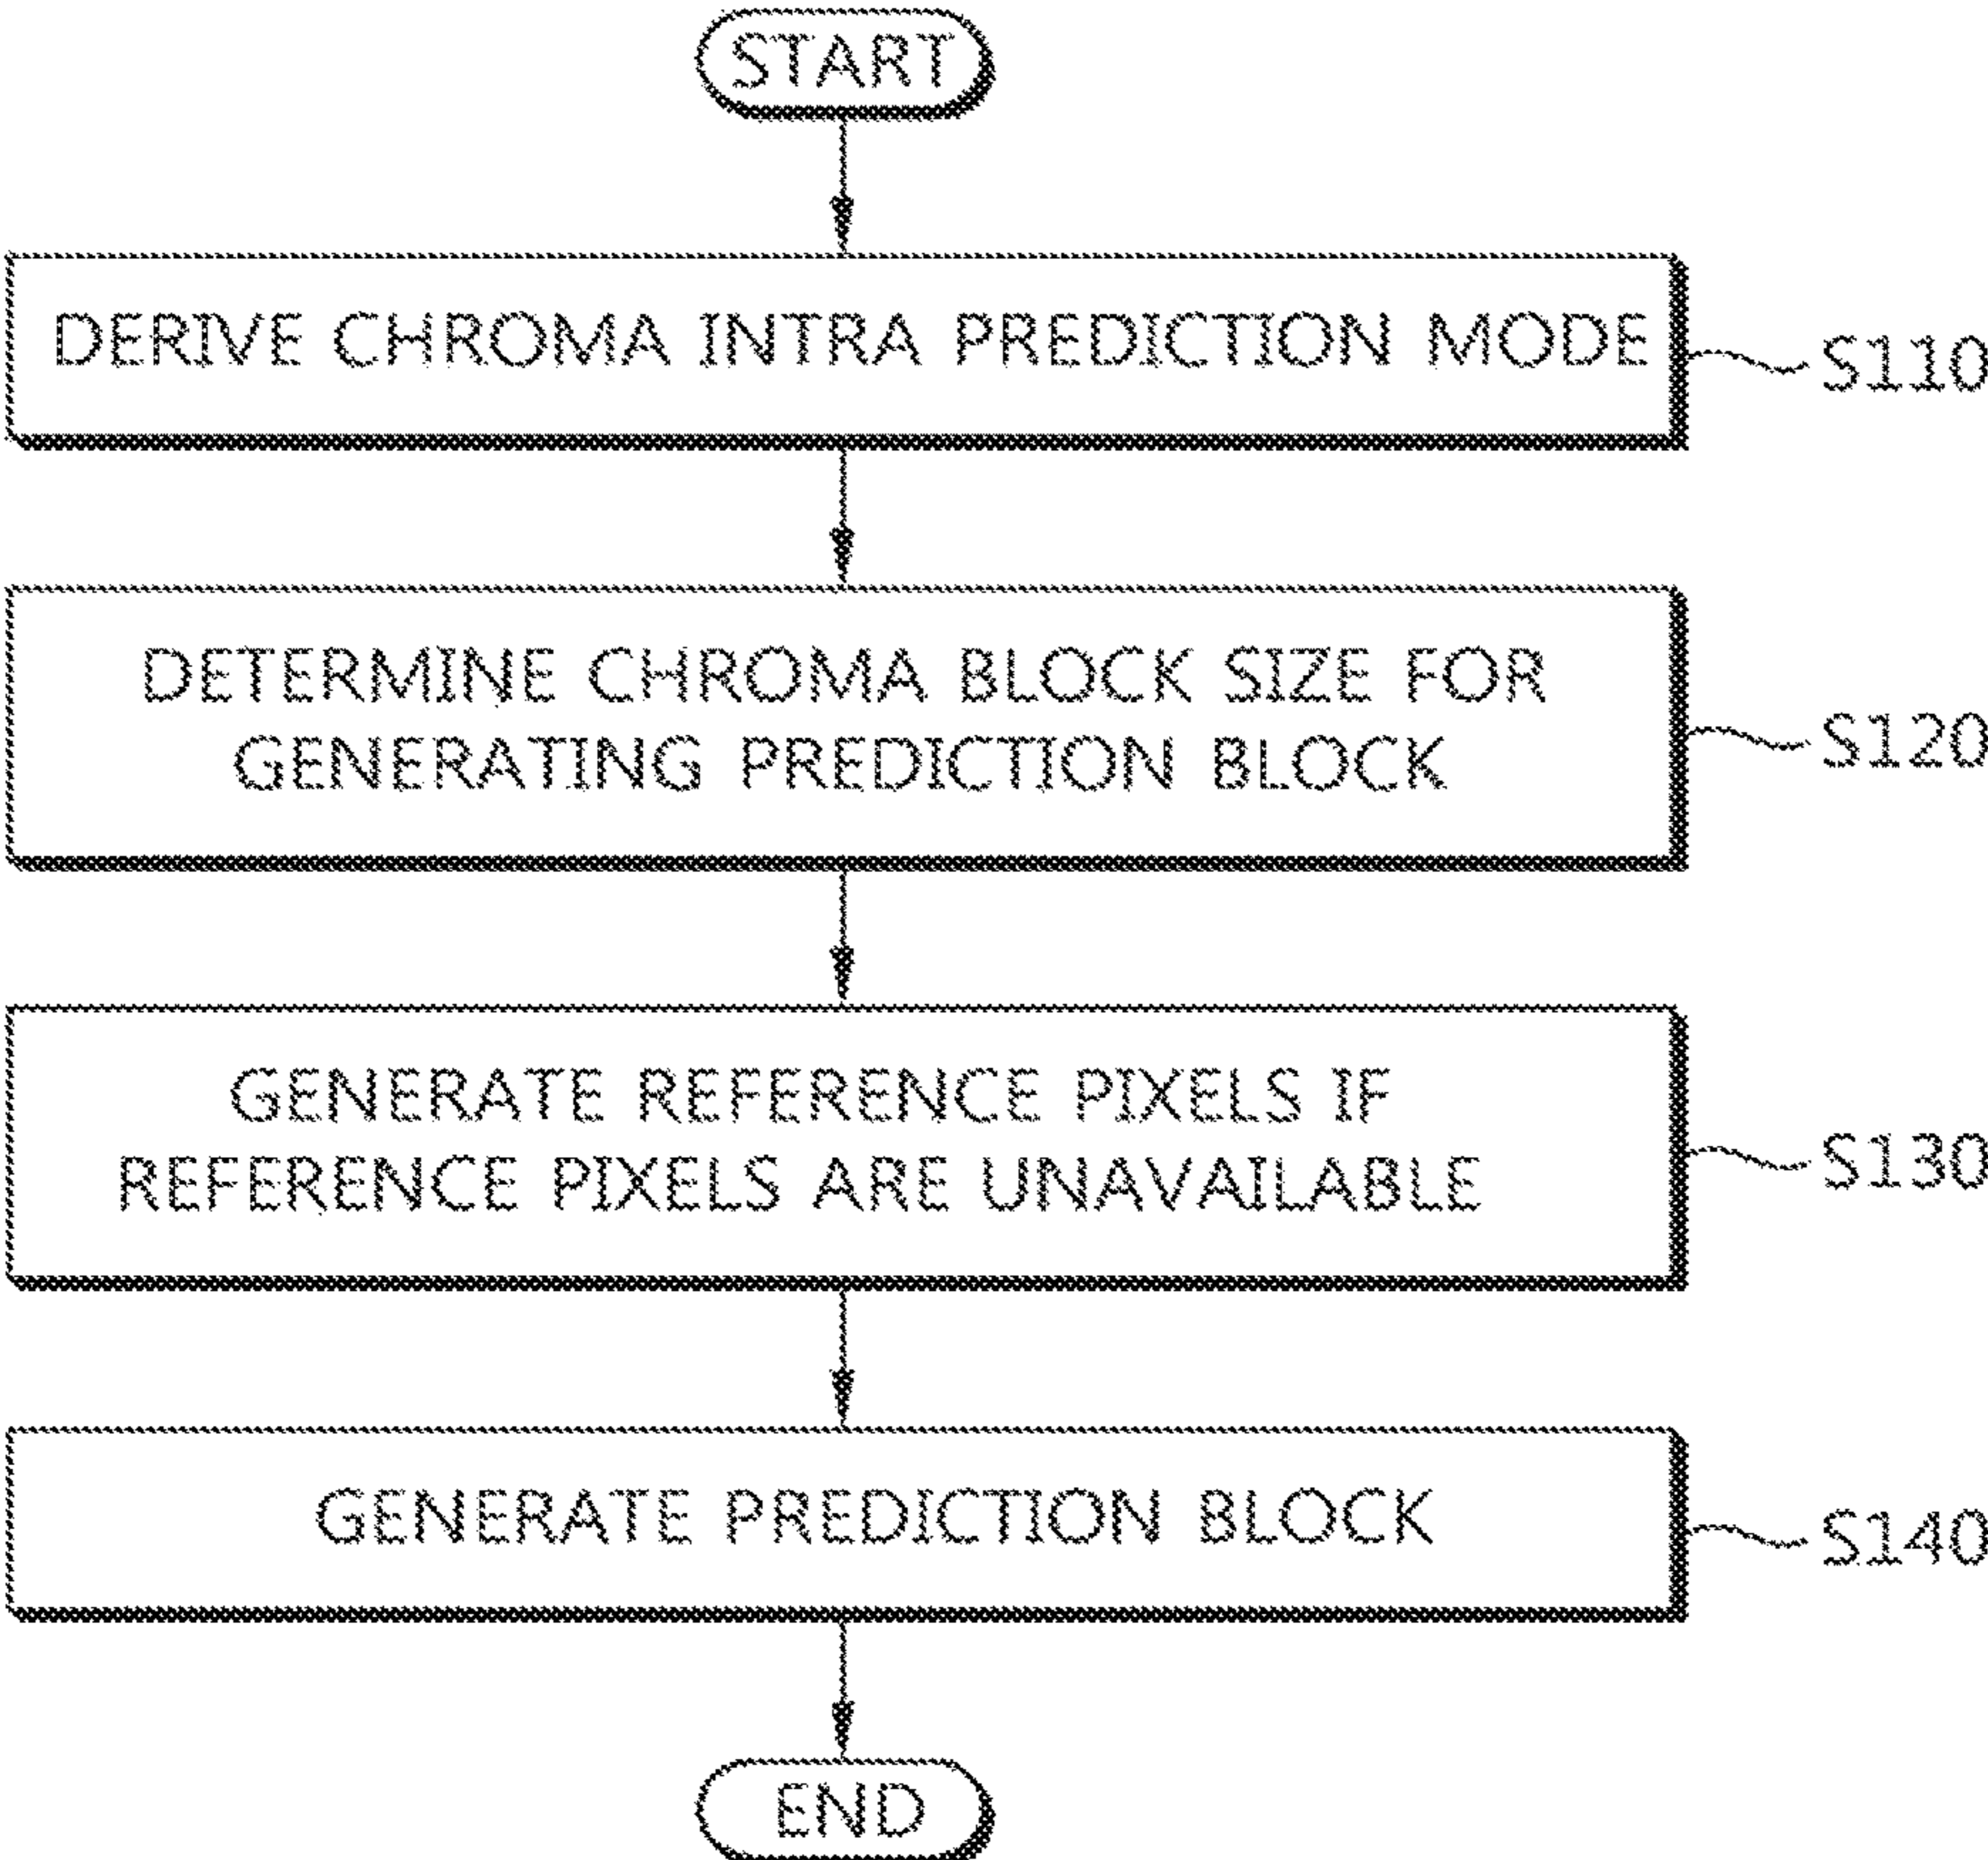 START
DERIVE CHROMA INTRA PREDICTION MODE
S110
DETERMINE CHROMA BLOCK SIZE FOR
GENERATING PREDICTION BLOCK
S120
GENERATE REFERENCE PIXELS IF
REFERENCE PIXELS ARE UNAVAILABLE
S130
GENERATE PREDICTION BLOCK
S140
END